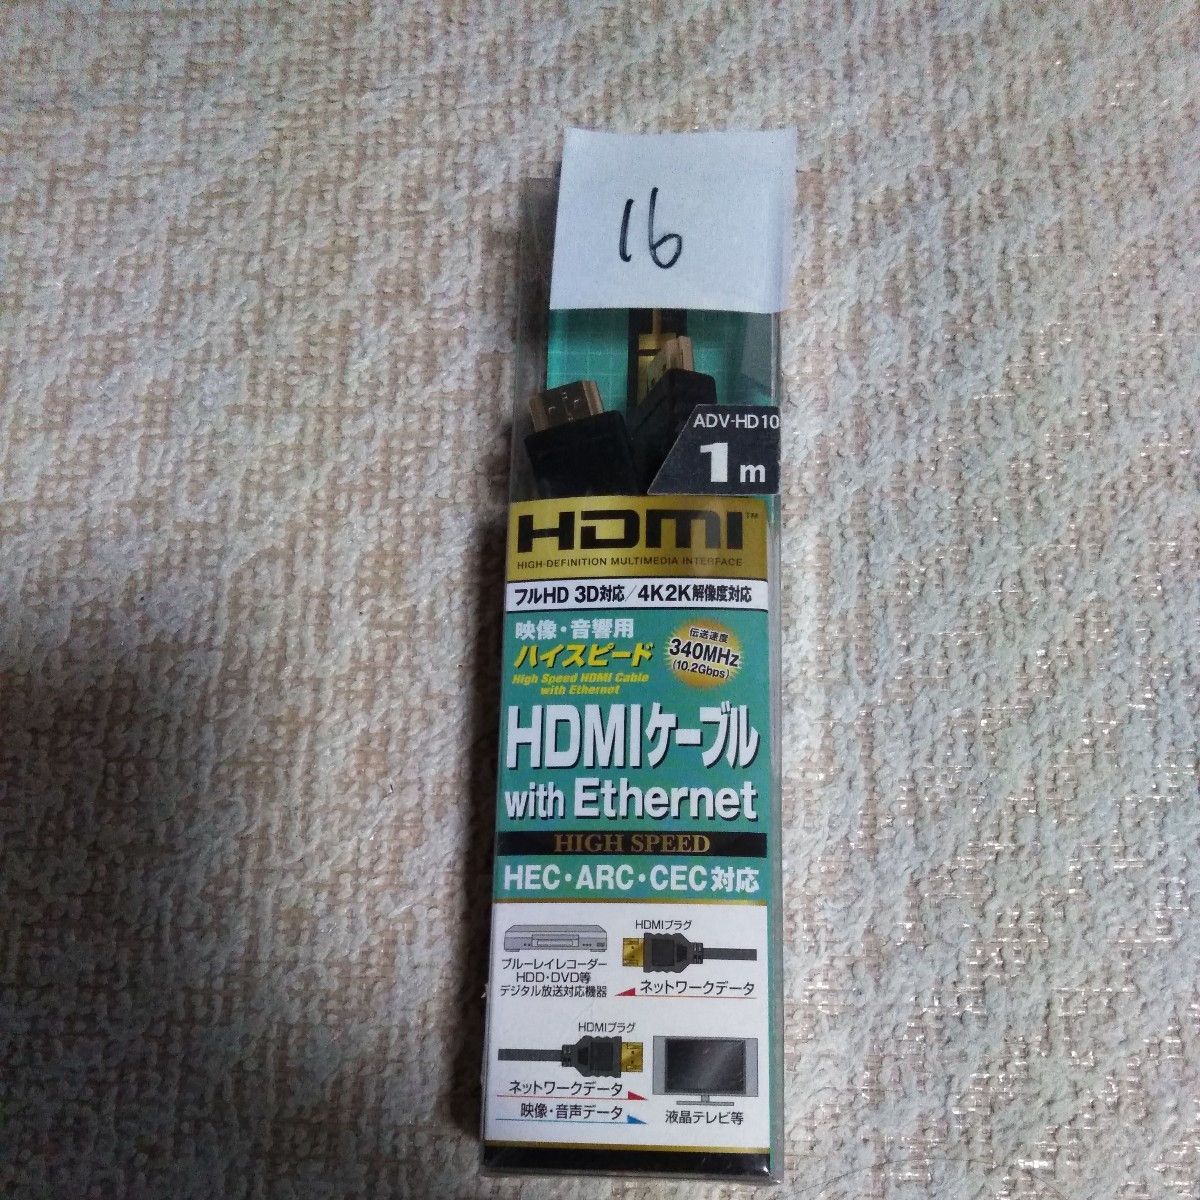 16
ADV-HD10
1m
HDMI™
HIGH-DEFINITION MULTIMEDIA INTERFACE
フルHD 3D対応/4K2K解像度対応
映像・音響用
ハイスピード
High Speed HDMI Cable
with Ethernet
伝送速度
340MHz
(10.2Gbps)
HDMIケーブル
with Ethernet
HIGH SPEED
HEC・ARC・CEC対応
HDMIプラグ
ブルーレイレコーダー
HDD・DVD等
デジタル放送対応機器
ネットワークデータ
HDMIプラグ
ネットワークデータ
映像・音声データ
液晶テレビ等